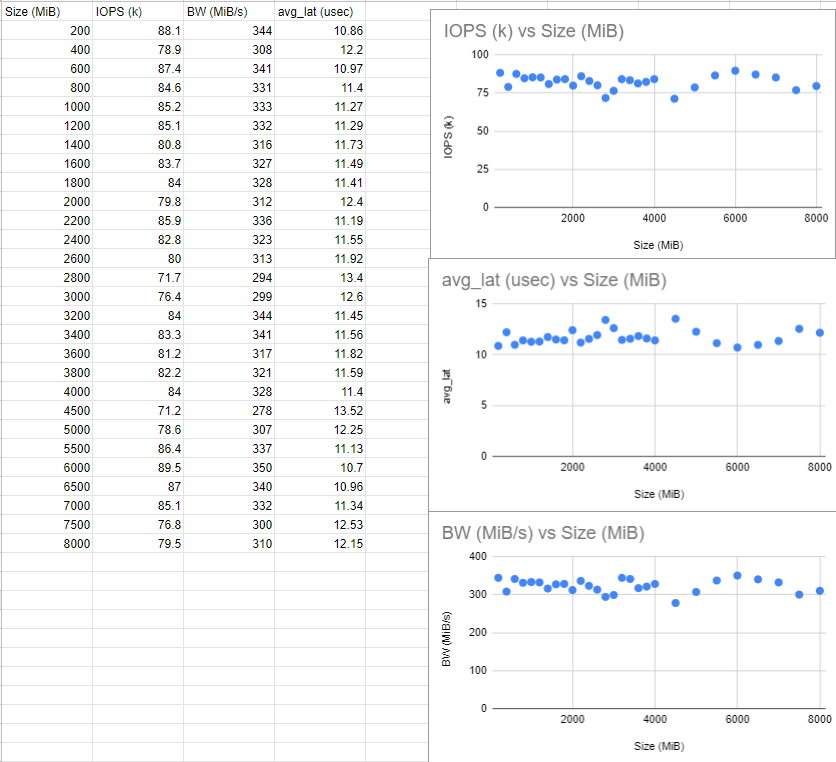 Size (MiB) IOPS (k) BW (MiB/s) avg_lat (usec)
200 88.1 344 10.86
400 78.9 308 12.2
600 87.4 341 10.97
800 84.6 331 11.4
1000 85.2 333 11.27
1200 85.1 332 11.29
1400 80.8 316 11.73
1600 83.7 327 11.49
1800 84 328 11.41
2000 79.8 312 12.4
2200 85.9 336 11.19
2400 82.8 323 11.55
2600 80 313 11.92
2800 71.7 294 13.4
3000 76.4 299 12.6
3200 84 344 11.45
3400 83.3 341 11.56
3600 81.2 317 11.82
3800 82.2 321 11.59
4000 84 328 11.4
4500 71.2 278 13.52
5000 78.6 307 12.25
5500 86.4 337 11.13
6000 89.5 350 10.7
6500 87 340 10.96
7000 85.1 332 11.34
7500 76.8 300 12.53
8000 79.5 310 12.15
IOPS (k) vs Size (MiB)
100
75
50
25
0
IOPS (k)
2000 4000 6000 8000
Size (MiB)
avg_lat (usec) vs Size (MiB)
15
10
5
0
avg_lat
2000 4000 6000 8000
Size (MiB)
BW (MiB/s) vs Size (MiB)
400
300
200
100
0
BW (MiB/s)
2000 4000 6000 8000
Size (MiB)